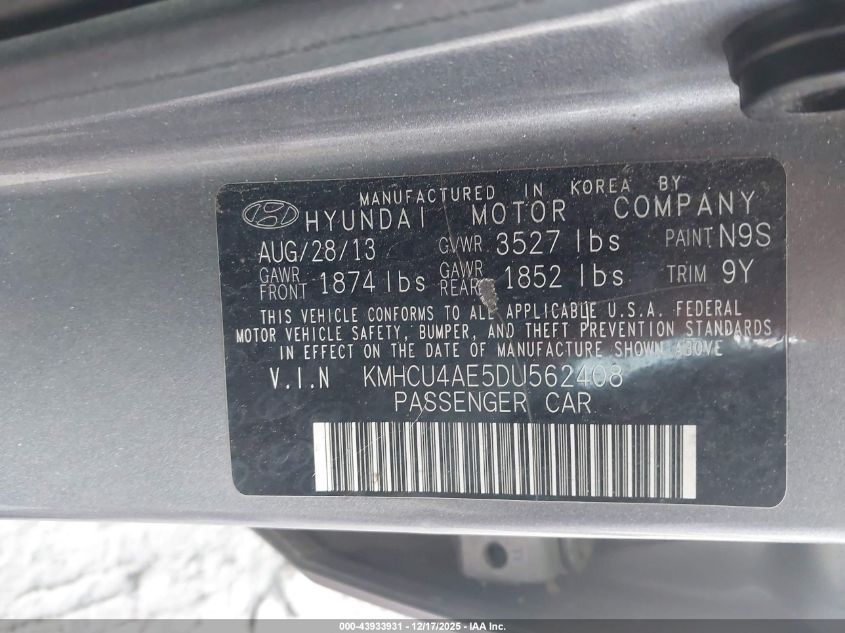 MANUFACTURED IN KOREA BY
HYUNDAI MOTOR COMPANY
AUG/28/13 GVWR 3527 lbs PAINT N9S
GAWR FRONT 1874 lbs GAWR REAR 1852 lbs TRIM 9Y
THIS VEHICLE CONFORMS TO ALL APPLICABLE U.S.A. FEDERAL
MOTOR VEHICLE SAFETY, BUMPER, AND THEFT PREVENTION STANDARDS
IN EFFECT ON THE DATE OF MANUFACTURE SHOWN ABOVE
V.I.N KMHCU4AE5DU562408
PASSENGER CAR
000-43933931 - 12/17/2025 - IAA Inc.